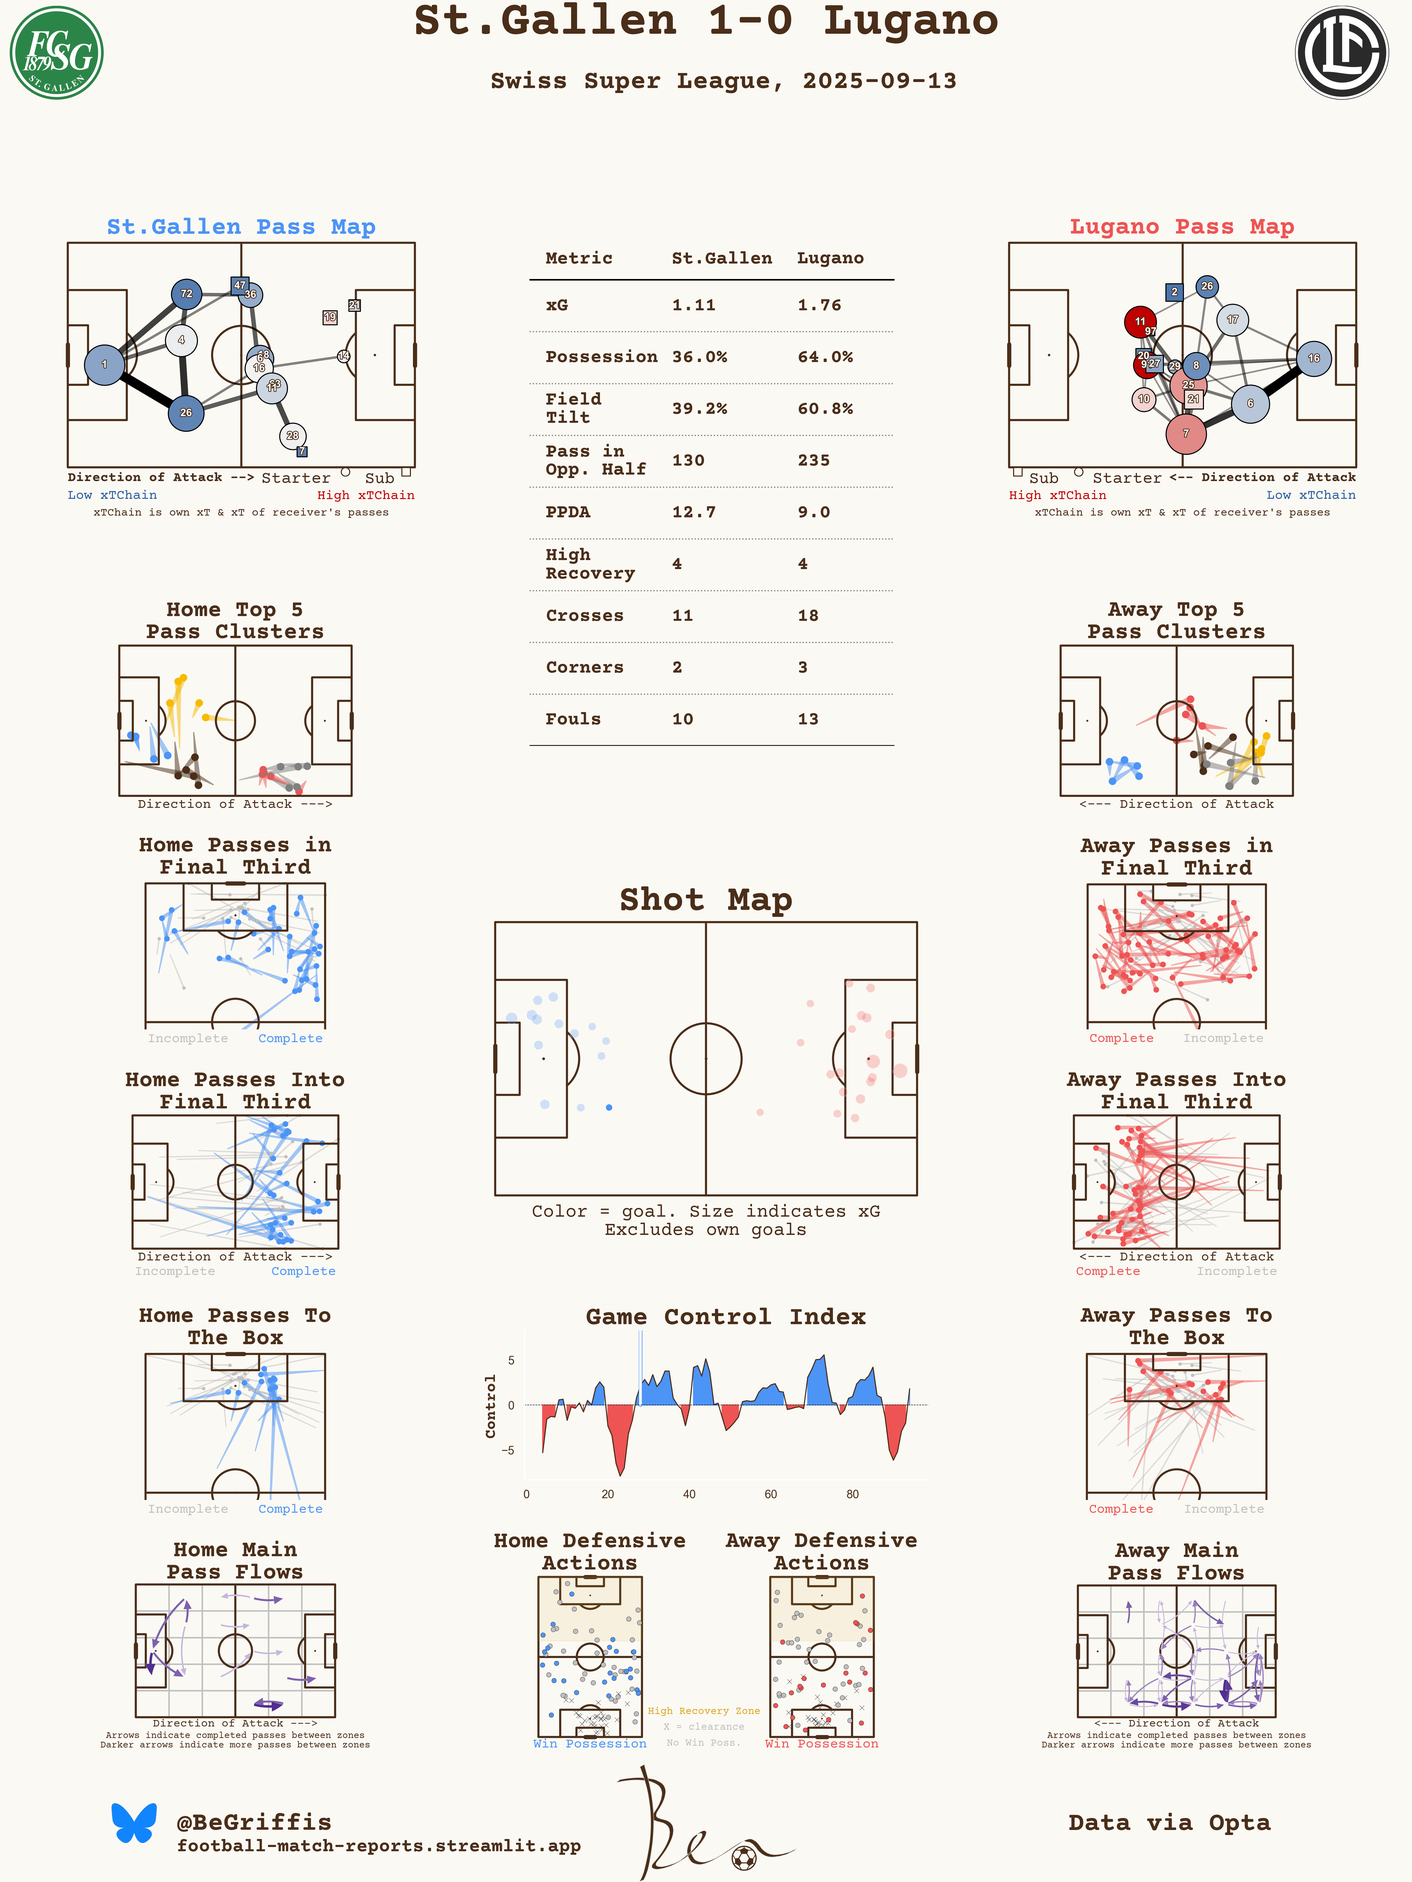 St.Gallen 1-0 Lugano
Swiss Super League, 2025-09-13
FCSG
1879
ST. GALLEN
St.Gallen Pass Map
72
47
36
21
19
4
1
14
16
11
26
28
7
Direction of Attack --> Starter Sub
Low xTChain High xTChain
xTChain is own xT & xT of receiver's passes
Metric St.Gallen Lugano
xG 1.11 1.76
Possession 36.0% 64.0%
Field
Tilt 39.2% 60.8%
Pass in
Opp. Half 130 235
PPDA 12.7 9.0
High
Recovery 4 4
Crosses 11 18
Corners 2 3
Fouls 10 13
Lugano Pass Map
2
26
11
97
17
20
9
27
29
8
16
25
10
21
6
7
Sub Starter <-- Direction of Attack
High xTChain Low xTChain
xTChain is own xT & xT of receiver's passes
Home Top 5
Pass Clusters
Direction of Attack --->
Away Top 5
Pass Clusters
<--- Direction of Attack
Home Passes in
Final Third
Incomplete Complete
Away Passes in
Final Third
Complete Incomplete
Shot Map
Color = goal. Size indicates xG
Excludes own goals
Home Passes Into
Final Third
Direction of Attack --->
Incomplete Complete
Away Passes Into
Final Third
<--- Direction of Attack
Complete Incomplete
Home Passes To
The Box
Incomplete Complete
Game Control Index
Control
5
0
−5
0 20 40 60 80
Away Passes To
The Box
Complete Incomplete
Home Main
Pass Flows
Direction of Attack --->
Arrows indicate completed passes between zones
Darker arrows indicate more passes between zones
Home Defensive
Actions
Win Possession
High Recovery Zone
X = clearance
No Win Poss.
Away Defensive
Actions
Win Possession
Away Main
Pass Flows
<--- Direction of Attack
Arrows indicate completed passes between zones
Darker arrows indicate more passes between zones
@BeGriffis
football-match-reports.streamlit.app
Ben
Data via Opta